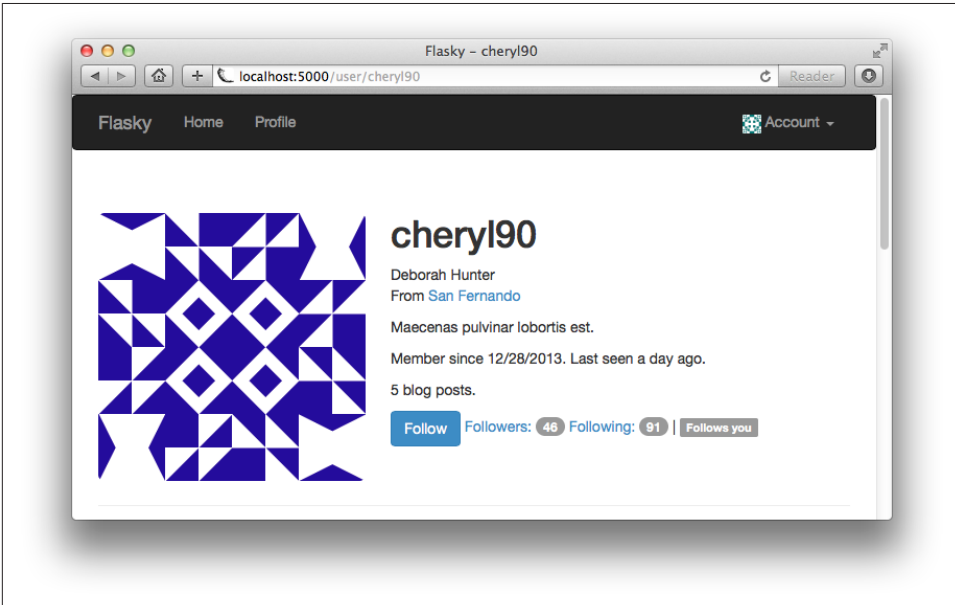 Flasky – cheryl90
localhost:5000/user/cheryl90
Reader
Flasky Home Profile Account
cheryl90
Deborah Hunter
From San Fernando
Maecenas pulvinar lobortis est.
Member since 12/28/2013. Last seen a day ago.
5 blog posts.
Follow Followers: 46 Following: 91 | Follows you